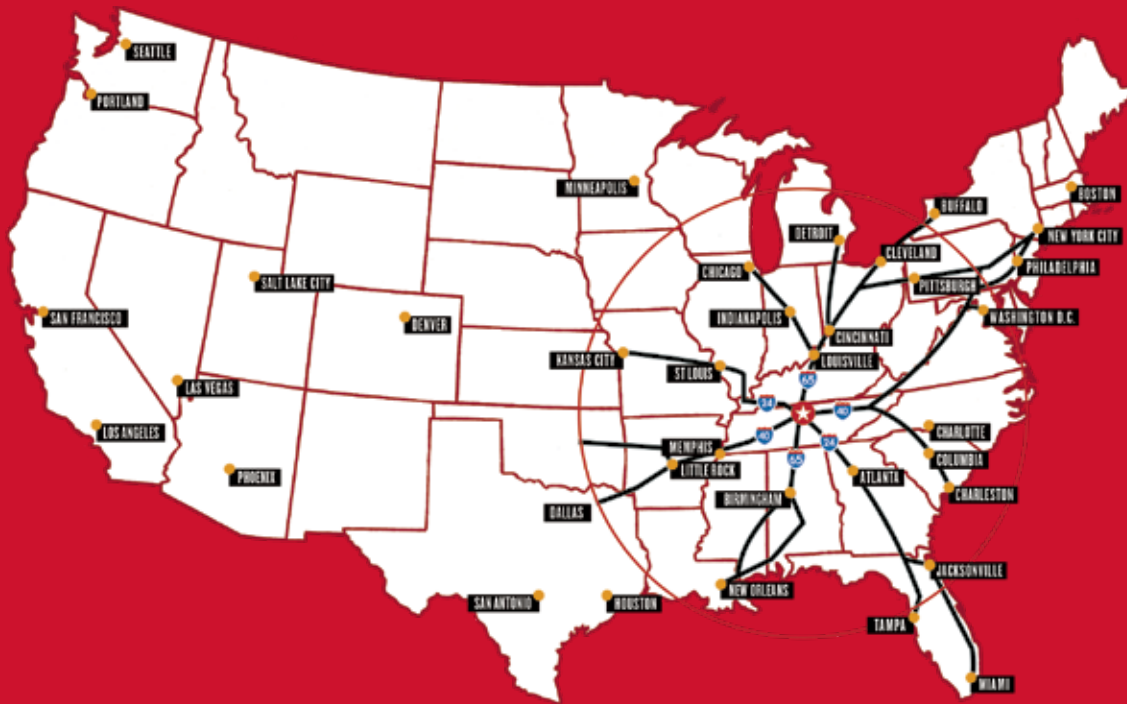 SEATTLE
PORTLAND
MINNEAPOLIS
BOSTON
BUFFALO
DETROIT
NEW YORK CITY
CLEVELAND
CHICAGO
PHILADELPHIA
SALT LAKE CITY
PITTSBURGH
SAN FRANCISCO
DENVER
INDIANAPOLIS
WASHINGTON D.C.
CINCINNATI
KANSAS CITY
LOUISVILLE
ST LOUIS
65
LAS VEGAS
24
40
LOS ANGELES
40
24
CHARLOTTE
MEMPHIS
65
COLUMBIA
PHOENIX
LITTLE ROCK
ATLANTA
BIRMINGHAM
CHARLESTON
DALLAS
JACKSONVILLE
NEW ORLEANS
SAN ANTONIO
HOUSTON
TAMPA
MIAMI